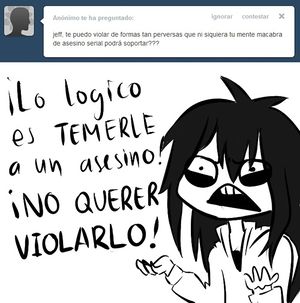 Anónimo te ha preguntado:
ignorar contestar
jeff, te puedo violar de formas tan perversas que ni siquiera tu mente macabra
de asesino serial podrá soportar???
¡Lo logico
es TEMERLE
a un asesino!
¡NO QUERER
VIOLARLO!